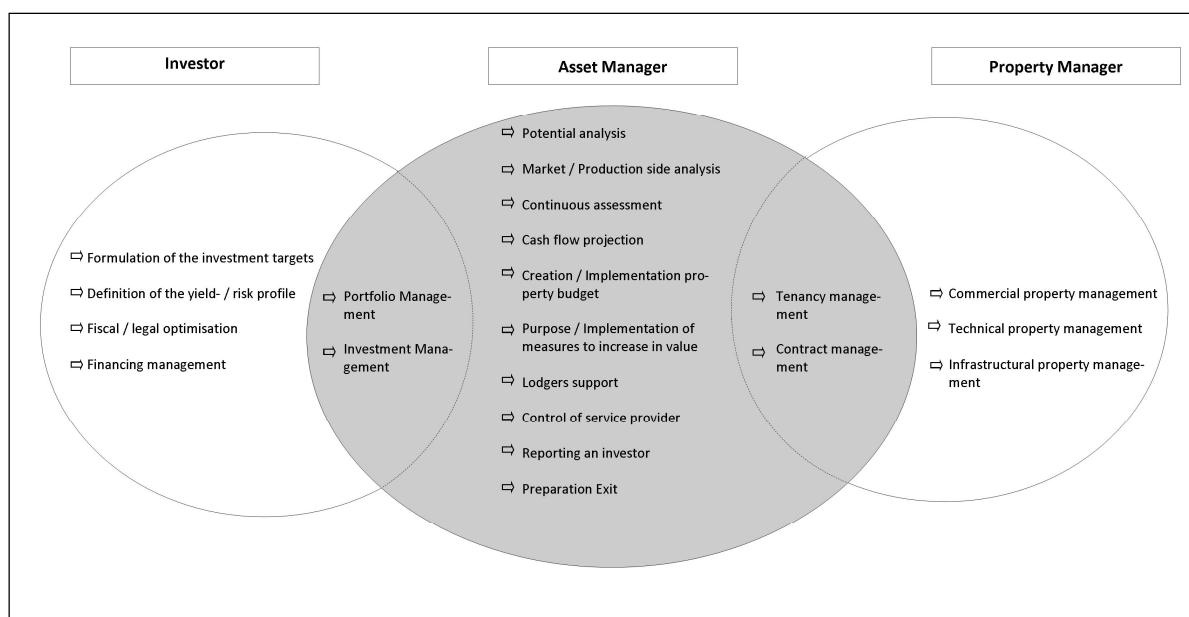 Investor
Asset Manager
Property Manager
Formulation of the investment targets
Definition of the yield- / risk profile
Fiscal / legal optimisation
Financing management
Portfolio Manage-
ment
Investment Mana-
gement
Potential analysis
Market / Production side analysis
Continuous assessment
Cash flow projection
Creation / Implementation pro-
perty budget
Purpose / Implementation of
measures to increase in value
Lodgers support
Control of service provider
Reporting an investor
Preparation Exit
Tenancy manage-
ment
Contract manage-
ment
Commercial property management
Technical property management
Infrastructural property manage-
ment